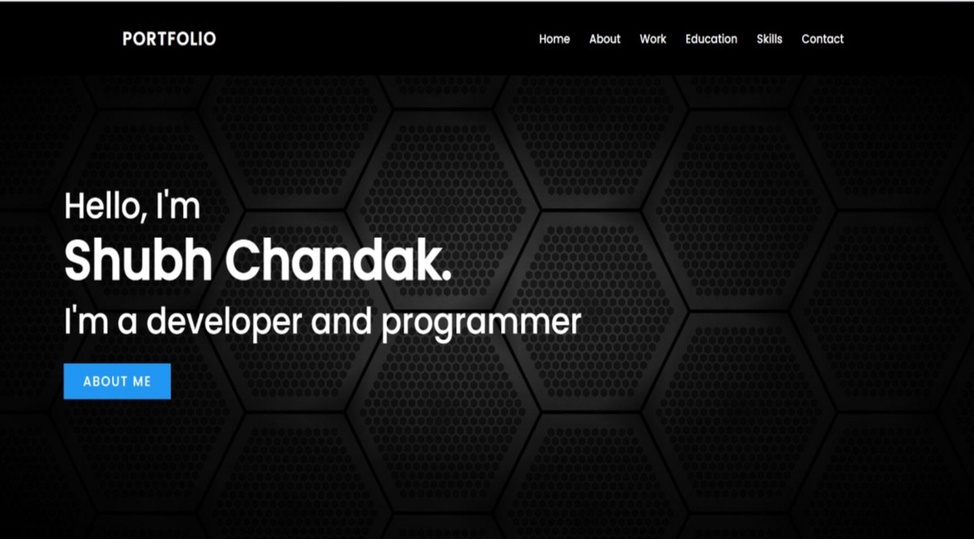 PORTFOLIO
Home About Work Education Skills Contact
Hello, I'm
Shubh Chandak.
I'm a developer and programmer
ABOUT ME